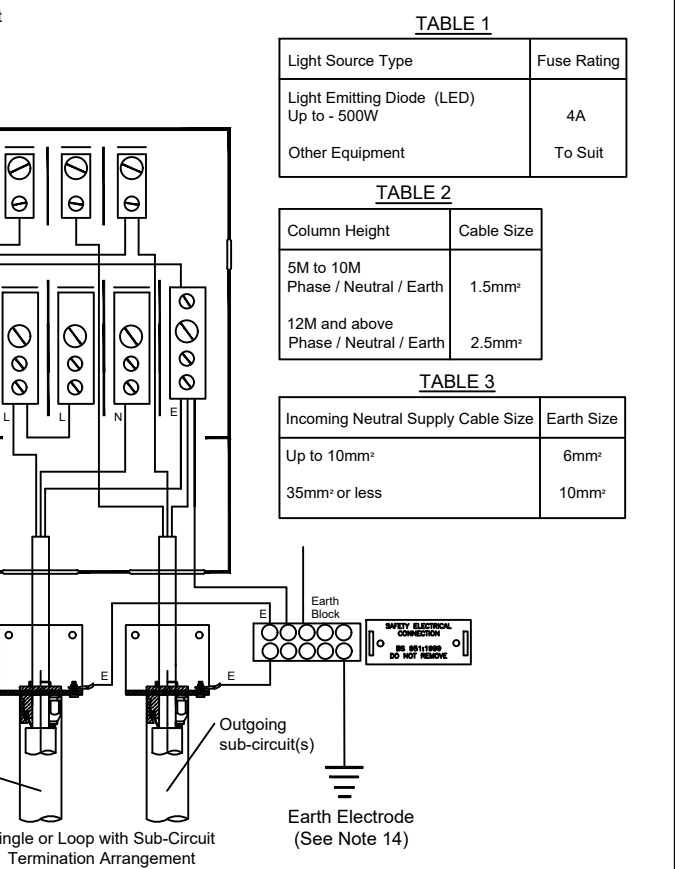 t
TABLE 1
Light Source Type Fuse Rating
Light Emitting Diode (LED)
Up to - 500W 4A
Other Equipment To Suit
TABLE 2
Column Height Cable Size
5M to 10M
Phase / Neutral / Earth 1.5mm²
12M and above
Phase / Neutral / Earth 2.5mm²
TABLE 3
Incoming Neutral Supply Cable Size Earth Size
Up to 10mm² 6mm²
35mm² or less 10mm²
L L N E
Earth
Block
E
SAFETY ELECTRICAL
CONNECTION
BS 951:1999
DO NOT REMOVE
E E
Outgoing
sub-circuit(s)
Earth Electrode
(See Note 14)
ingle or Loop with Sub-Circuit
Termination Arrangement